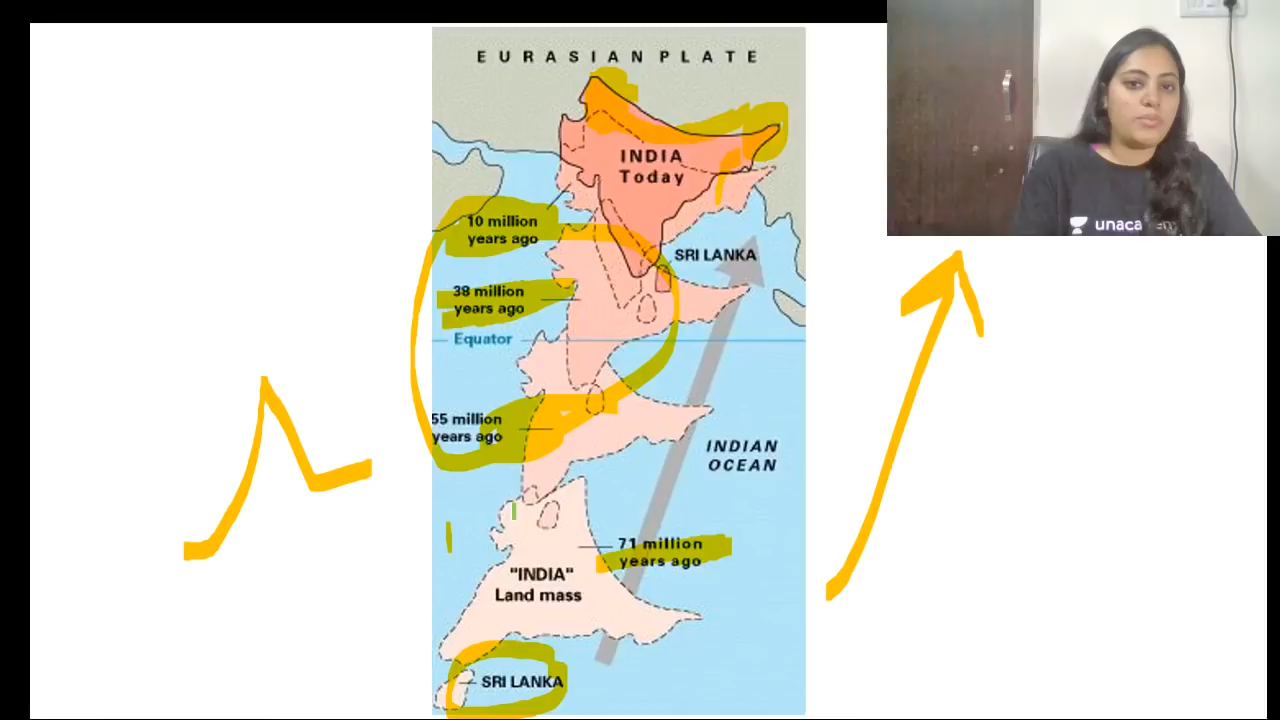 EURASIAN PLATE
INDIA
Today
10 million
years ago
SRI LANKA
38 million
years ago
Equator
55 million
years ago
INDIAN
OCEAN
71 million
years ago
"INDIA"
Land mass
SRI LANKA